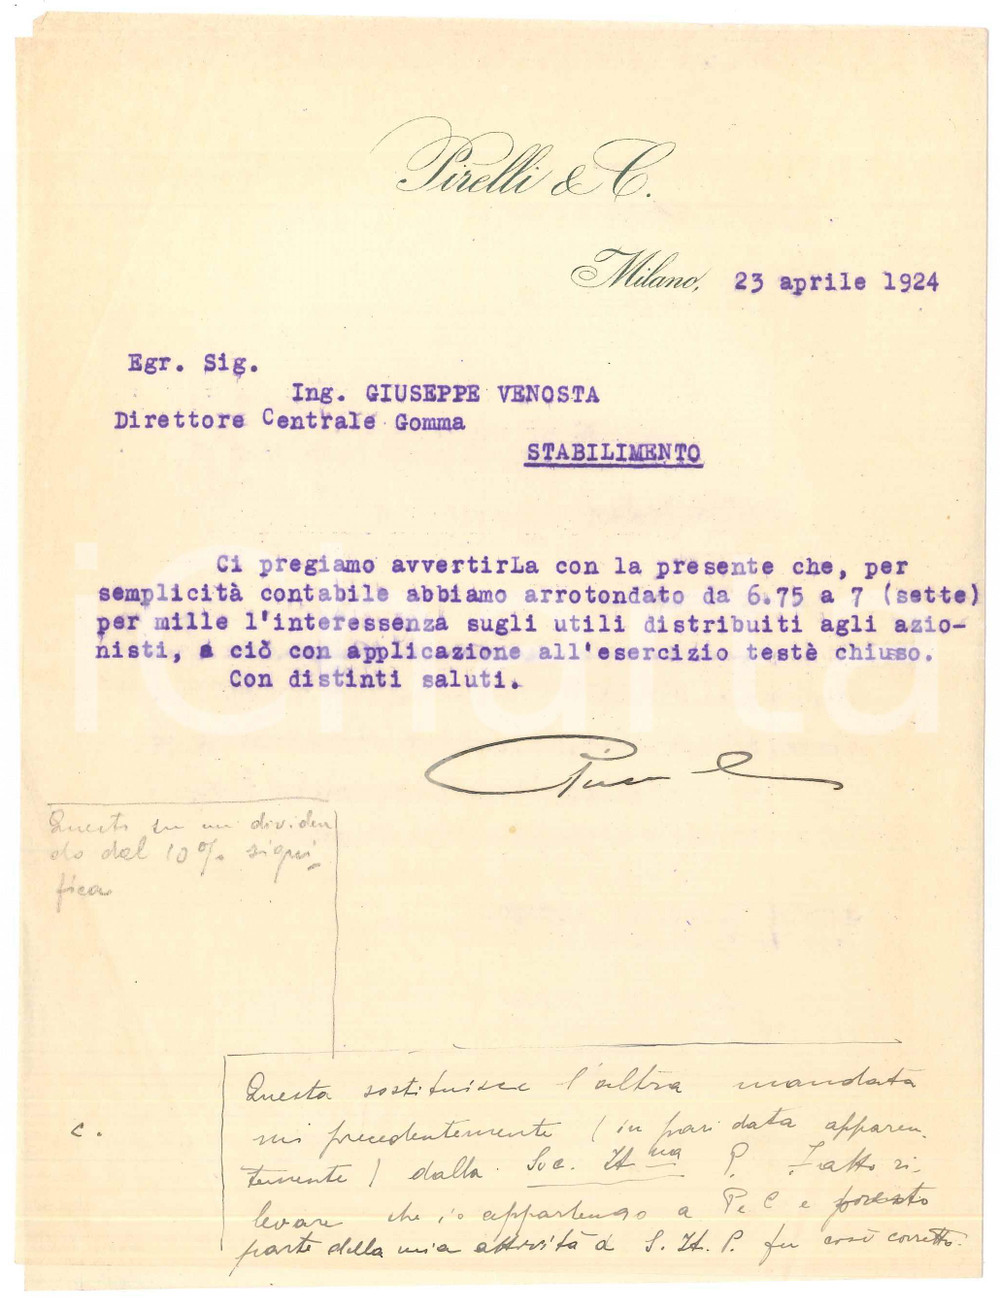 Pirelli & C.
Milano, 23 aprile 1924
Egr. Sig.
Ing. GIUSEPPE VENOSTA
Direttore Centrale Gomma
STABILIMENTO
Ci pregiamo avvertirLa con la presente che, per
semplicità contabile abbiamo arrotondato da 6.75 a 7 (sette)
per mille l'interessenza sugli utili distribuiti agli azio-
nisti, e ciò con applicazione all'esercizio testè chiuso.
Con distinti saluti.
iCharta
Questo su un dividen
do del 10% signi-
fica
Questa sostituisce l'altra mandata
mi precedentemente (in pari data apparen-
c.
temente) dalla Soc. It na P. Fatto ri-
levare che io appartengo a P. e C e presto
parte della mia attività a S. It. P. fu così corretto.